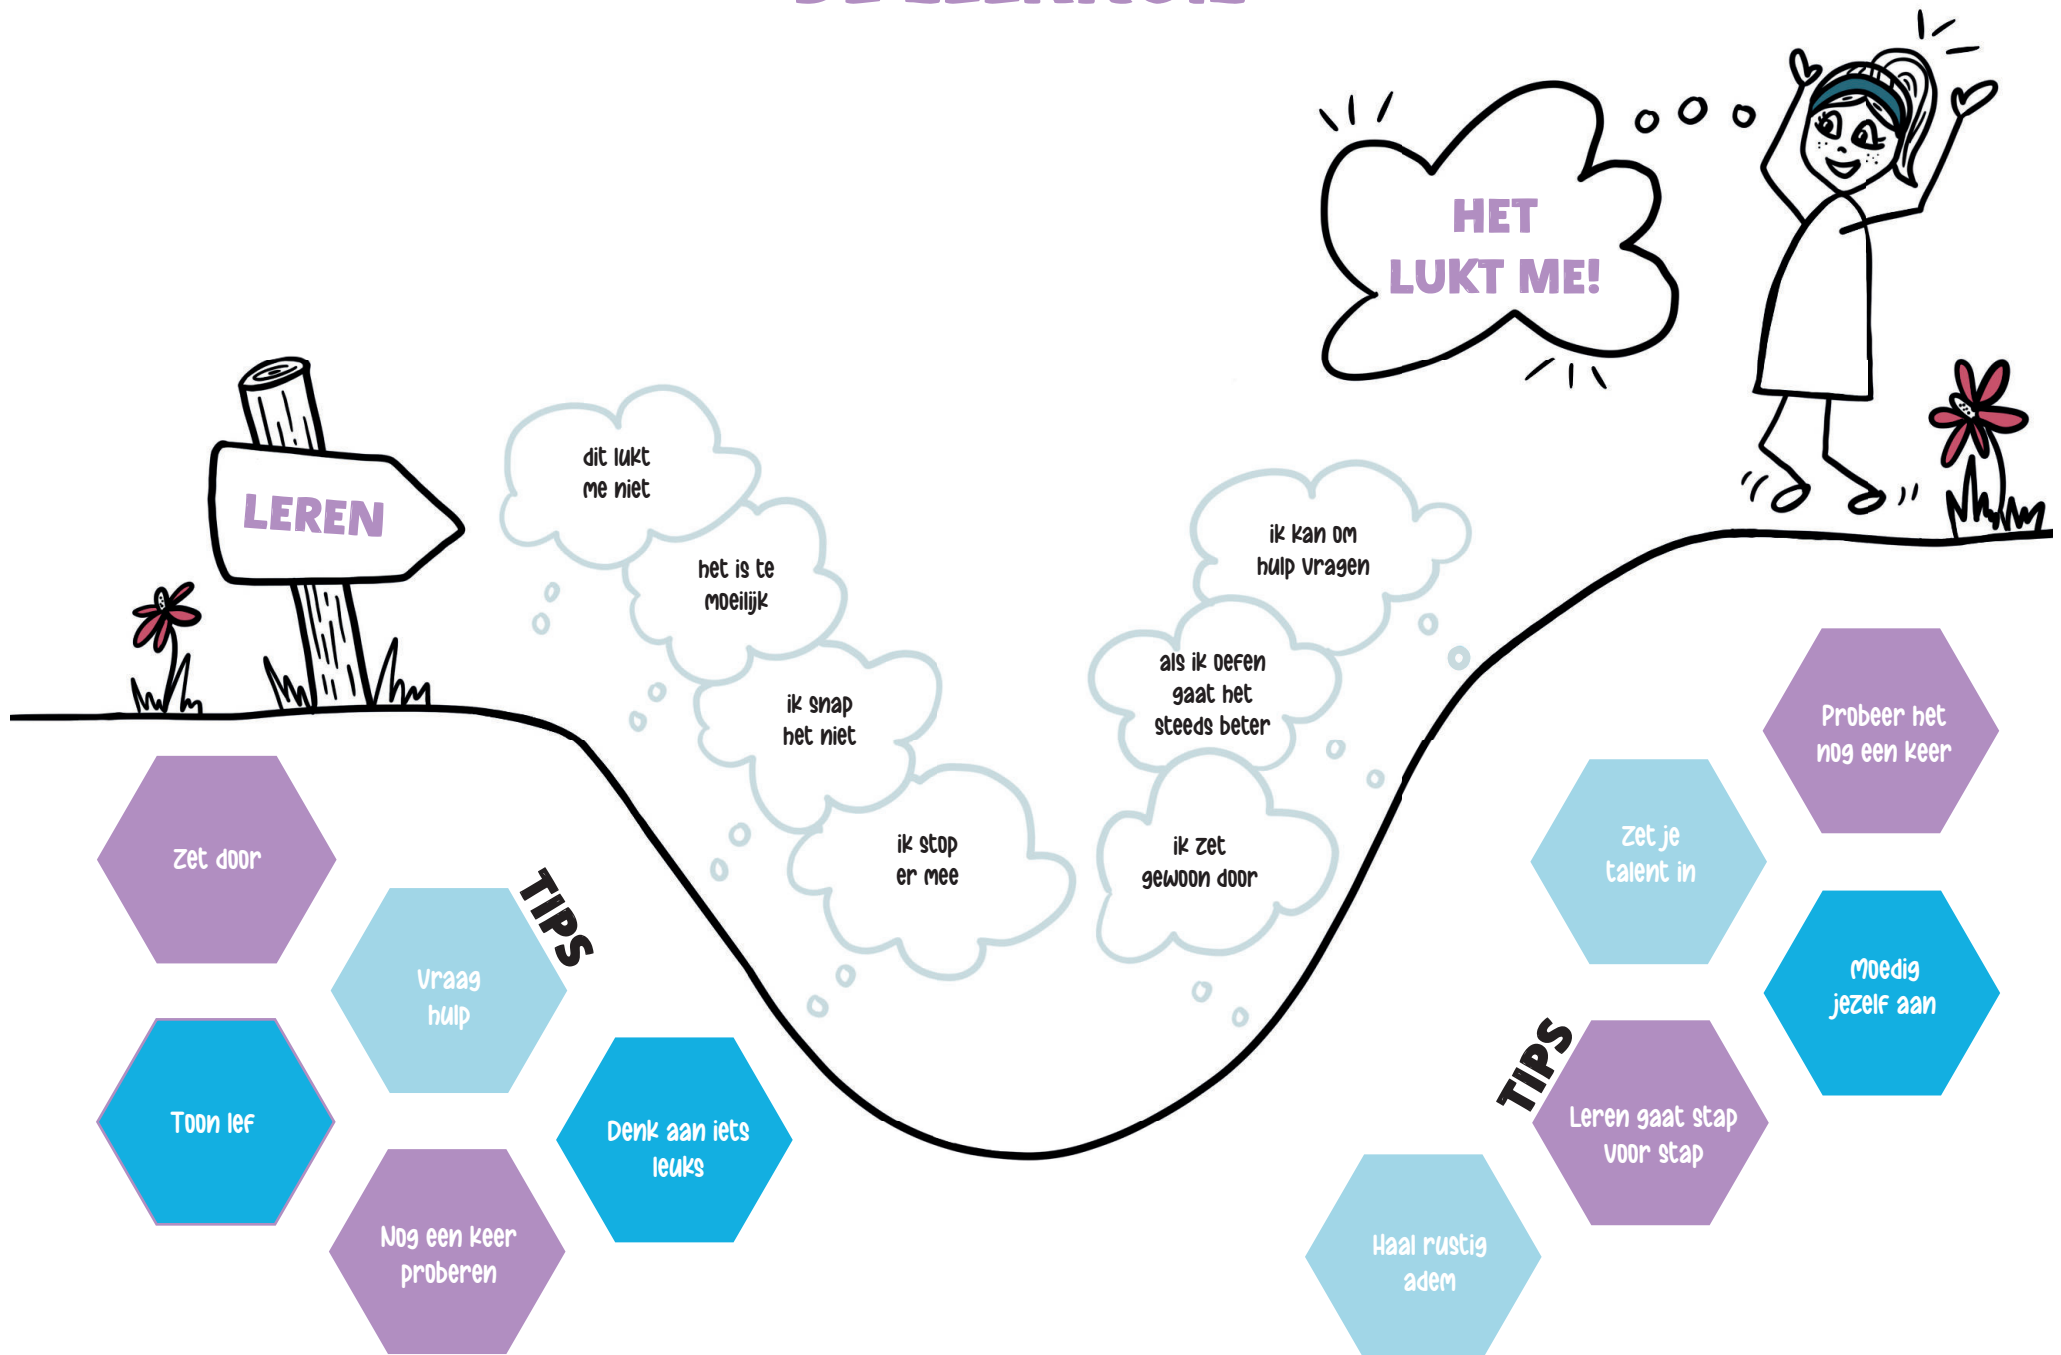 HET
LUKT ME!
LEREN
dit lukt
me niet
het is te
moeilijk
ik snap
het niet
ik stop
er mee
ik kan om
hulp vragen
als ik oefen
gaat het
steeds beter
ik zet
gewoon door
Zet door
Vraag
hulp
TIPS
Toon lef
Denk aan iets
leuks
Nog een keer
proberen
Probeer het
nog een keer
Zet je
talent in
Moedig
jezelf aan
TIPS
Leren gaat stap
voor stap
Haal rustig
adem